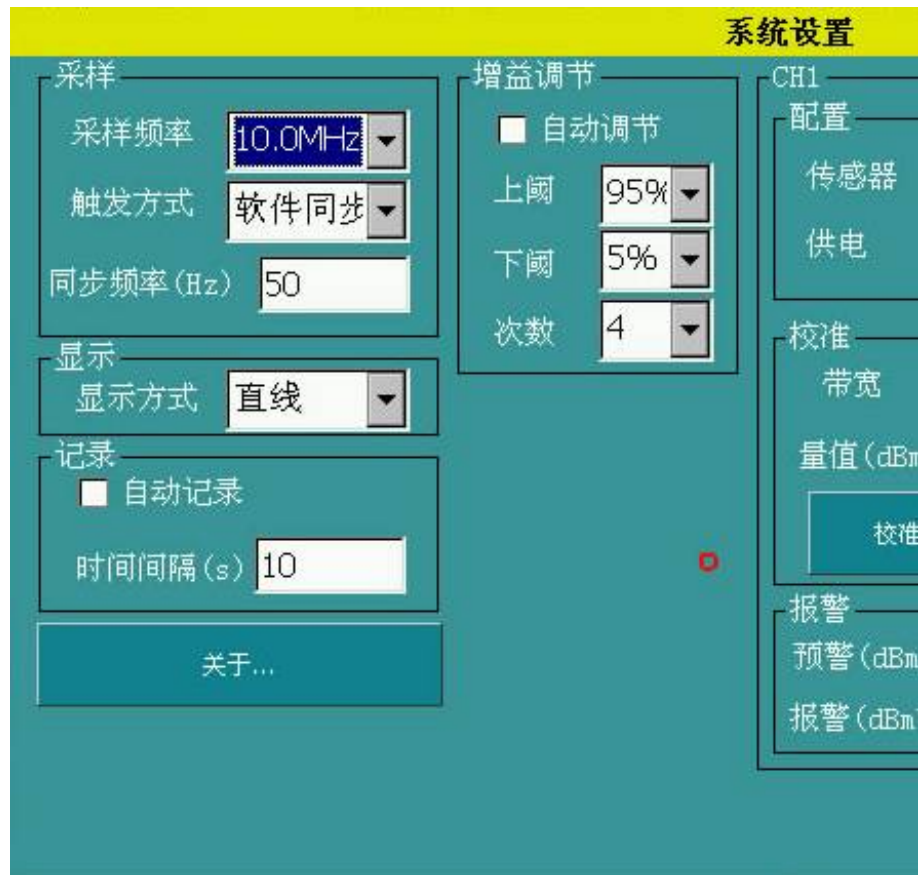 系统设置
采样
采样频率 10.0MHz
触发方式 软件同步
同步频率(Hz) 50
显示
显示方式 直线
记录
自动记录
时间间隔(s) 10
关于...
增益调节
自动调节
上阈 95%
下阈 5%
次数 4
CH1
配置
传感器
供电
校准
带宽
量值(dBm
校准
报警
预警(dBm
报警(dBm